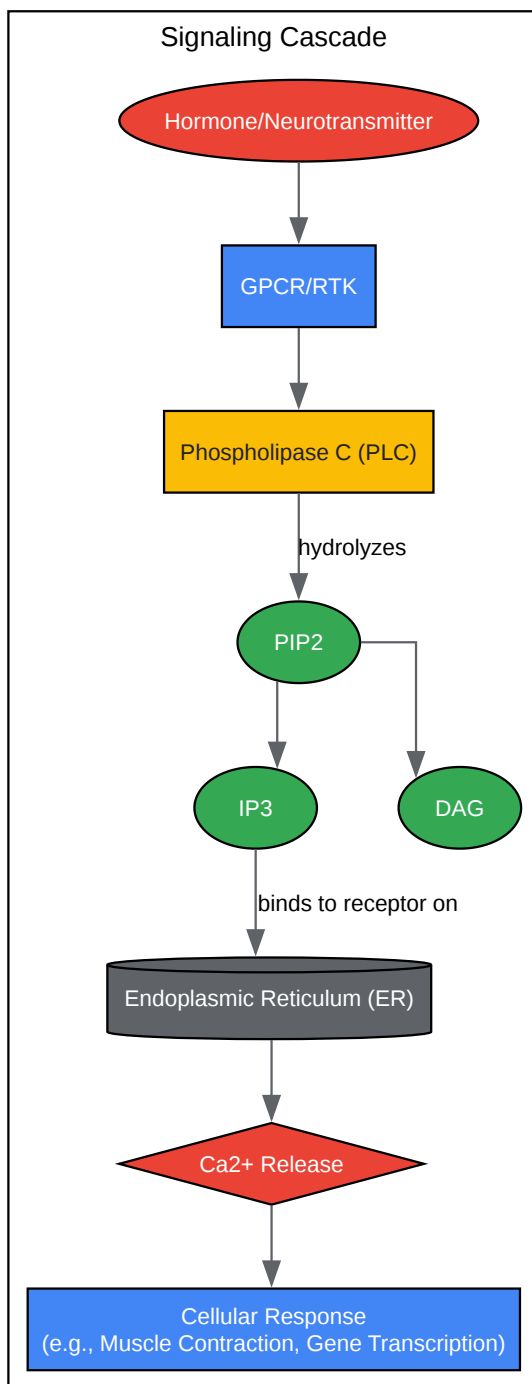 Signaling Cascade
Hormone/Neurotransmitter
GPCR/RTK
Phospholipase C (PLC)
hydrolyzes
PIP2
IP3
DAG
binds to receptor on
Endoplasmic Reticulum (ER)
Ca2+ Release
Cellular Response
(e.g., Muscle Contraction, Gene Transcription)